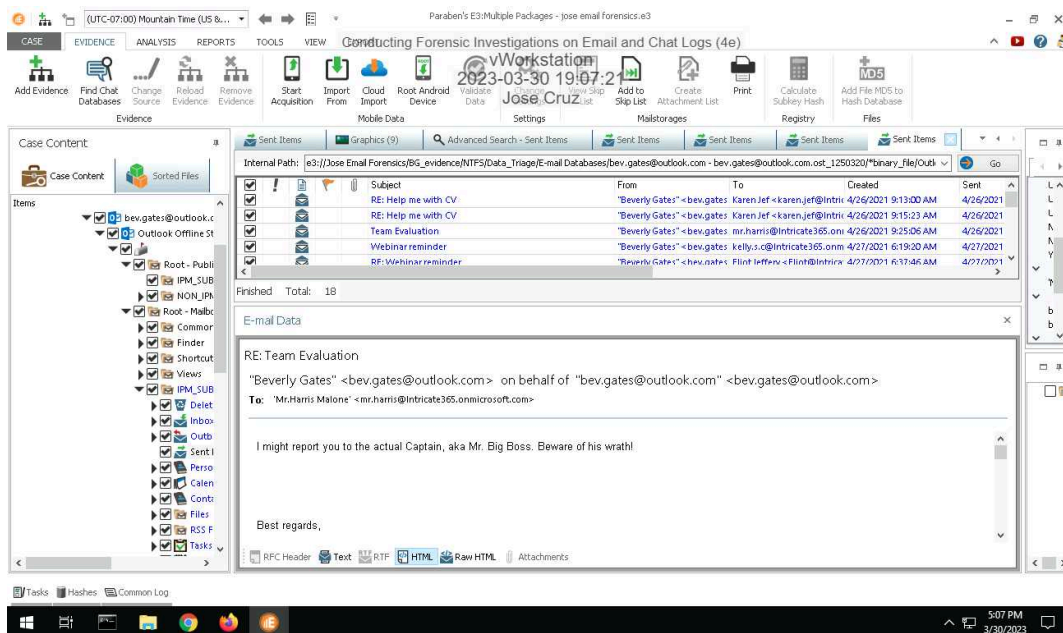 (UTC-07:00) Mountain Time (US &...
Paraben's E3:Multiple Packages - jose email forensics.e3
CASE EVIDENCE ANALYSIS REPORTS TOOLS VIEW
Conducting Forensic Investigations on Email and Chat Logs (4e)
vWorkstation
2023-03-30 19:07:21
Jose Cruz
Add Evidence
Find Chat Databases
Change Source
Reload Evidence
Remove Evidence
Start Acquisition
Import From
Cloud Import
Root Android Device
Validate Data
Add to Skip List
Create Attachment List
Print
Calculate Subkey Hash
Add File MD5 to Hash Database
Evidence Mobile Data Settings Mailstorages Registry Files
Case Content
Case Content Sorted Files
Items
bev.gates@outlook.c
Outlook Offline St
Root - Publi
IPM_SUB
NON_IPN
Root - Mailbo
Common
Finder
Shortcut
Views
IPM_SUB
Delet
Inbox
Outb
Sent I
Perso
Calen
Conta
Files
RSS F
Tasks
Sent Items Graphics (9) Advanced Search - Sent Items Sent Items Sent Items Sent Items Sent Items
Internal Path: e3://Jose Email Forensics/BG_evidence/NTFS/Data_Triage/E-mail Databases/bev.gates@outlook.com - bev.gates@outlook.com.ost_1250320/*binary_file/Outl Go
Subject From To Created Sent
RE: Help me with CV "Beverly Gates" <bev.gates Karen Jef <karen.jef@Intric 4/26/2021 9:13:00 AM 4/26/2021
RE: Help me with CV "Beverly Gates" <bev.gates Karen Jef <karen.jef@Intric 4/26/2021 9:15:23 AM 4/26/2021
Team Evaluation "Beverly Gates" <bev.gates mr.harris@Intricate365.onm 4/26/2021 9:25:06 AM 4/26/2021
Webinar reminder "Beverly Gates" <bev.gates kelly.s.c@Intricate365.onm 4/27/2021 6:19:20 AM 4/27/2021
RE: Webinar reminder "Beverly Gates" <bev.gates Eliot Jeffery <Eliot@Intrica 4/27/2021 6:37:46 AM 4/27/2021
Finished Total: 18
E-mail Data
RE: Team Evaluation
"Beverly Gates" <bev.gates@outlook.com> on behalf of "bev.gates@outlook.com" <bev.gates@outlook.com>
To: 'Mr.Harris Malone' <mr.harris@Intricate365.onmicrosoft.com>
I might report you to the actual Captain, aka Mr. Big Boss. Beware of his wrath!
Best regards,
RFC Header Text RTF HTML Raw HTML Attachments
Tasks Hashes Common Log
5:07 PM
3/30/2023